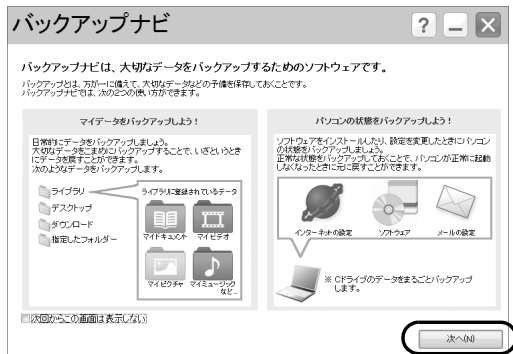 バックアップナビ
バックアップナビは、大切なデータをバックアップするためのソフトウェアです。
バックアップとは、万が一に備えて、大切なデータなどの予備を保存しておくことです。
バックアップナビでは、次の2つの使い方ができます。
マイデータをバックアップしよう!
日常的にデータをバックアップしましょう。
大切なデータをこまめにバックアップすることで、いざというとき
にデータを戻すことができます。
次のようなデータをバックアップします。
ライブラリ
デスクトップ
ダウンロード
指定したフォルダー
ライブラリに登録されているデータ
マイドキュメント
マイビデオ
マイピクチャ
マイミュージック
など...
パソコンの状態をバックアップしよう!
ソフトウェアをインストールしたり、設定を変更したときにパソコン
の状態をバックアップしましょう。
正常な状態をバックアップしておくことで、パソコンが正常に起動
しなくなったときに元に戻すことができます。
インターネットの設定
ソフトウェア
メールの設定
※ Cドライブのデータをまるごとバックアップ
します。
次回からこの画面は表示しない
次へ(N)